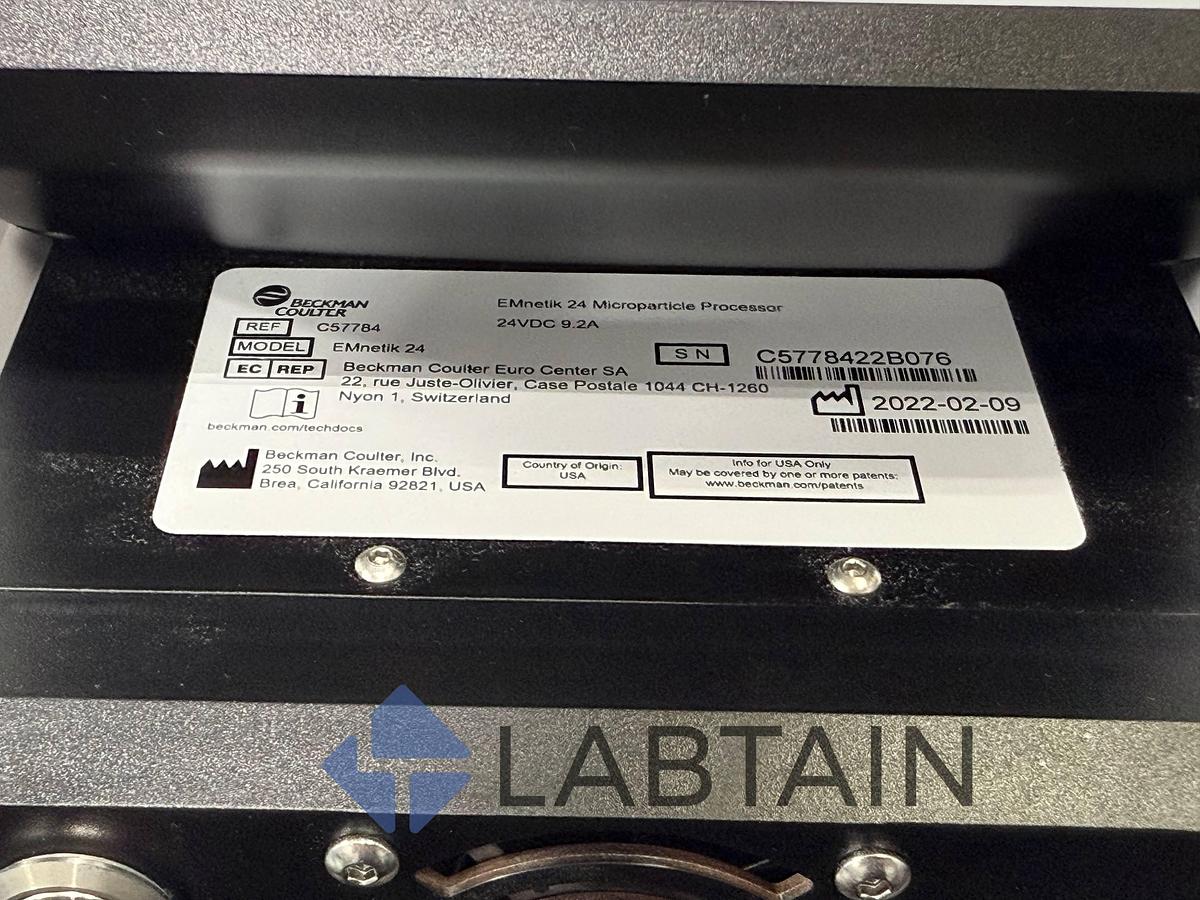 BECKMAN
COULTER
EMnetik 24 Microparticle Processor
24VDC 9.2A
REF C57784
MODEL EMnetik 24
EC REP Beckman Coulter Euro Center SA
22, rue Juste-Olivier, Case Postale 1044 CH-1260
Nyon 1, Switzerland
SN C5778422B076
2022-02-09
i
beckman.com/techdocs
Beckman Coulter, Inc.
250 South Kraemer Blvd.
Brea, California 92821, USA
Country of Origin:
USA
Info for USA Only
May be covered by one or more patents:
www.beckman.com/patents
LABTAIN